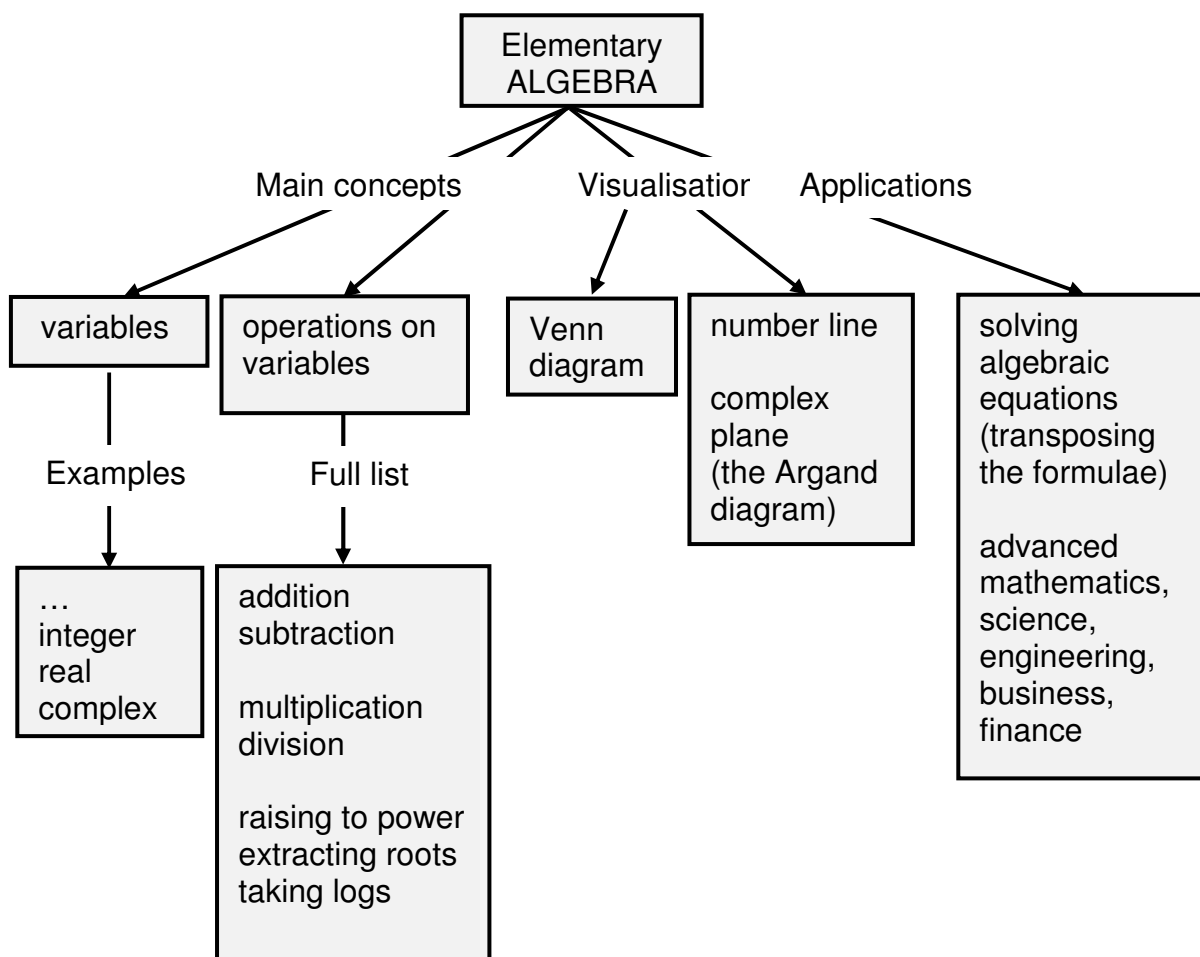 Elementary
ALGEBRA
Main concepts
Visualisation
Applications
variables
operations on
variables
Venn
diagram
number line
complex
plane
(the Argand
diagram)
solving
algebraic
equations
(transposing
the formulae)
advanced
mathematics,
science,
engineering,
business,
finance
Examples
Full list
…
integer
real
complex
addition
subtraction
multiplication
division
raising to power
extracting roots
taking logs